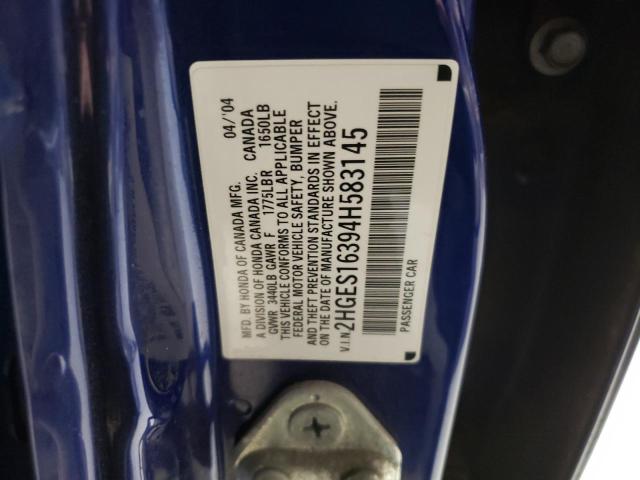 MFD. BY HONDA OF CANADA MFG. 04/'04
A DIVISION OF HONDA CANADA INC. CANADA
GVWR 3440LB GAWR F 1775LBR 1650LB
THIS VEHICLE CONFORMS TO ALL APPLICABLE
FEDERAL MOTOR VEHICLE SAFETY, BUMPER
AND THEFT PREVENTION STANDARDS IN EFFECT
ON THE DATE OF MANUFACTURE SHOWN ABOVE.
V.I.N. 2HGES16394H583145
PASSENGER CAR